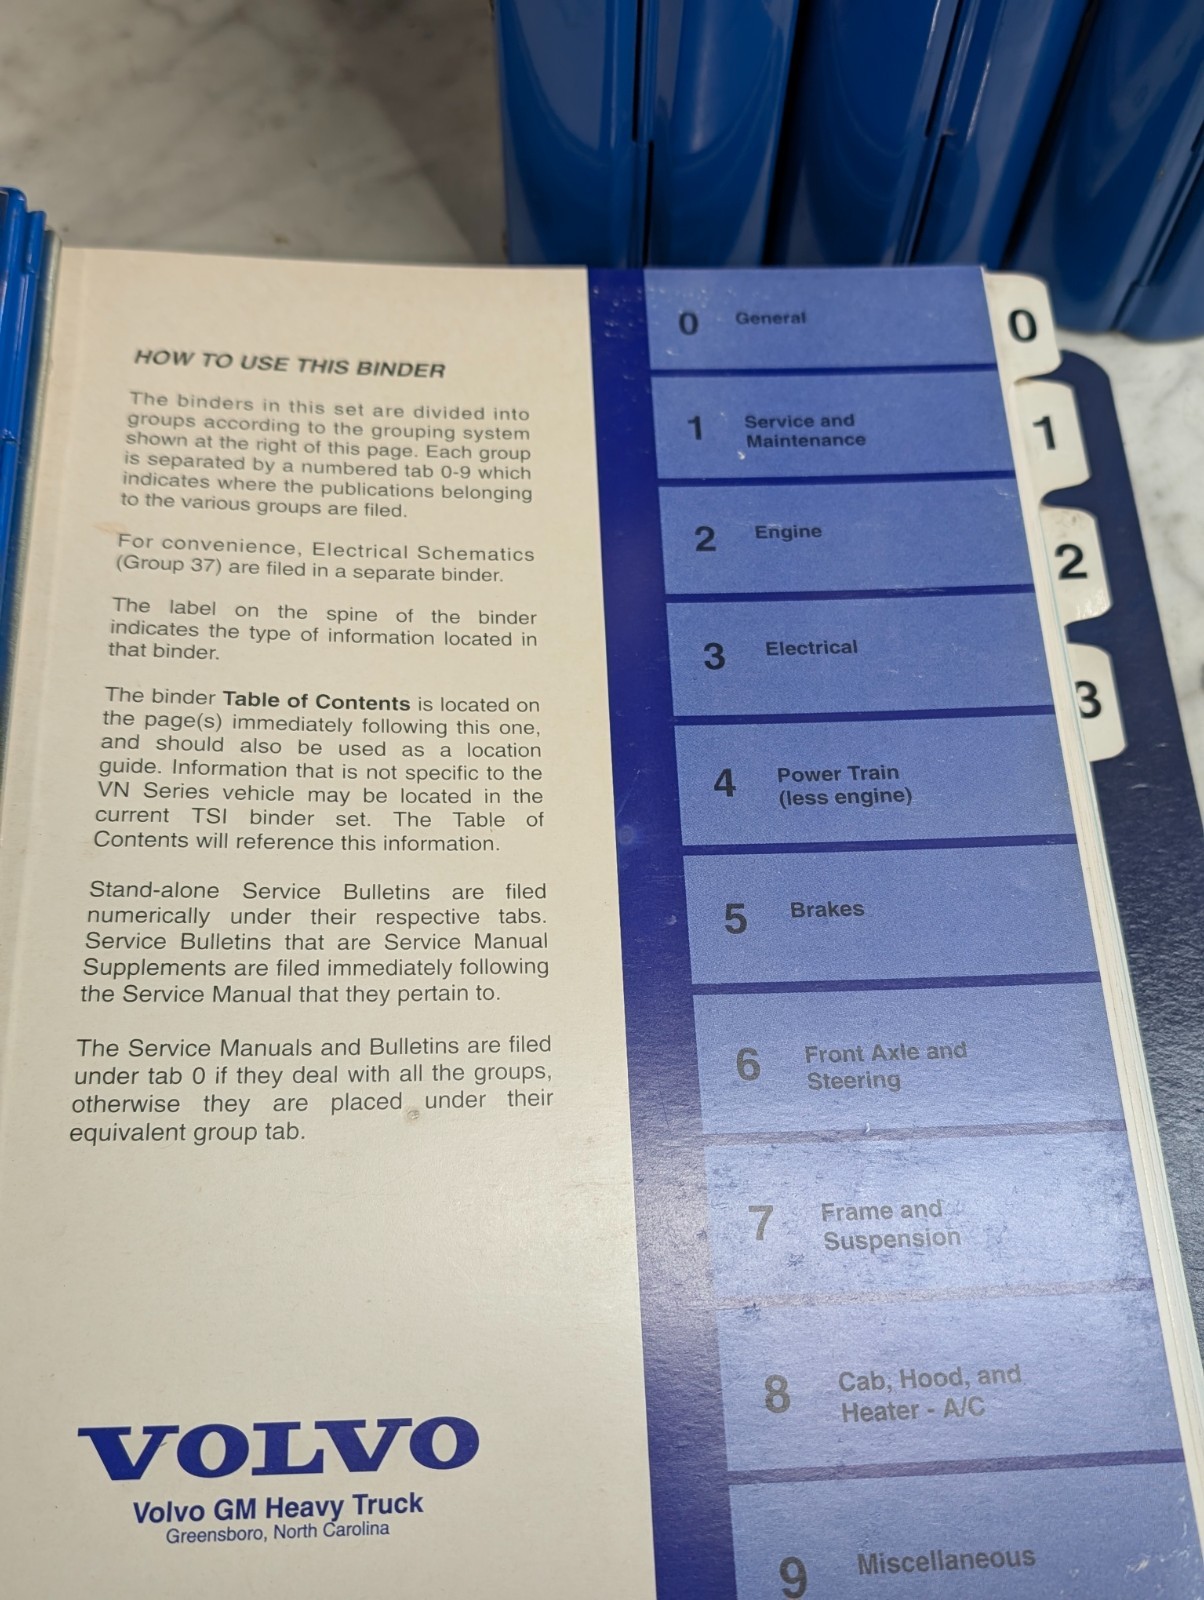 HOW TO USE THIS BINDER
The binders in this set are divided into
groups according to the grouping system
shown at the right of this page. Each group
is separated by a numbered tab 0-9 which
indicates where the publications belonging
to the various groups are filed.
For convenience, Electrical Schematics
(Group 37) are filed in a separate binder.
The label on the spine of the binder
indicates the type of information located in
that binder.
The binder Table of Contents is located on
the page(s) immediately following this one,
and should also be used as a location
guide. Information that is not specific to the
VN Series vehicle may be located in the
current TSI binder set. The Table of
Contents will reference this information.
Stand-alone Service Bulletins are filed
numerically under their respective tabs.
Service Bulletins that are Service Manual
Supplements are filed immediately following
the Service Manual that they pertain to.
The Service Manuals and Bulletins are filed
under tab 0 if they deal with all the groups,
otherwise they are placed under their
equivalent group tab.
VOLVO
Volvo GM Heavy Truck
Greensboro, North Carolina
0 General
1 Service and
Maintenance
2 Engine
3 Electrical
4 Power Train
(less engine)
5 Brakes
6 Front Axle and
Steering
7 Frame and
Suspension
8 Cab, Hood, and
Heater - A/C
9 Miscellaneous
0
1
2
3